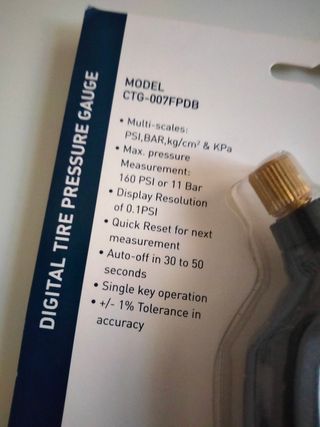 DIGITAL TIRE PRESSURE GAUGE
MODEL
CTG-007FPDB
• Multi-scales:
PSI,BAR,kg/cm² & KPa
• Max. pressure
Measurement:
160 PSI or 11 Bar
• Display Resolution
of 0.1PSI
• Quick Reset for next
measurement
• Auto-off in 30 to 50
seconds
• Single key operation
• +/- 1% Tolerance in
accuracy